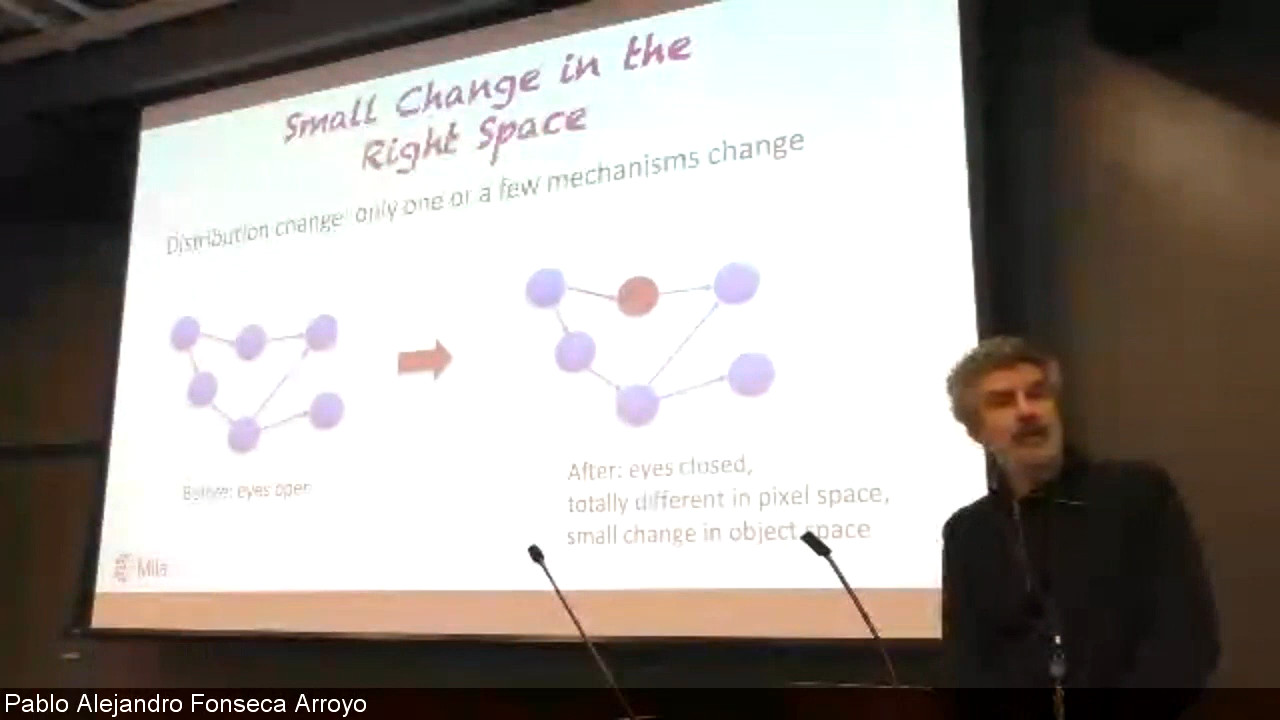 Small Change in the
Right Space
Distribution change: only one or a few mechanisms change
Before: eyes open
After: eyes closed,
totally different in pixel space,
small change in object space
Mila
Pablo Alejandro Fonseca Arroyo